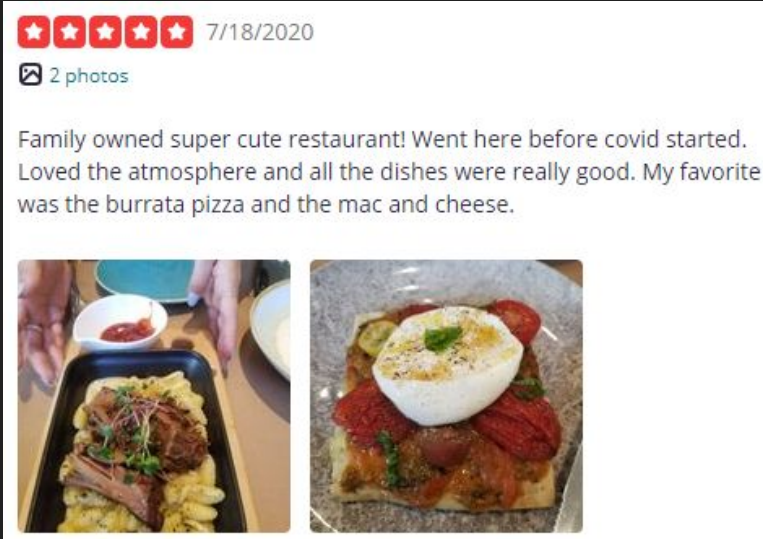 7/18/2020
2 photos
Family owned super cute restaurant! Went here before covid started.
Loved the atmosphere and all the dishes were really good. My favorite
was the burrata pizza and the mac and cheese.